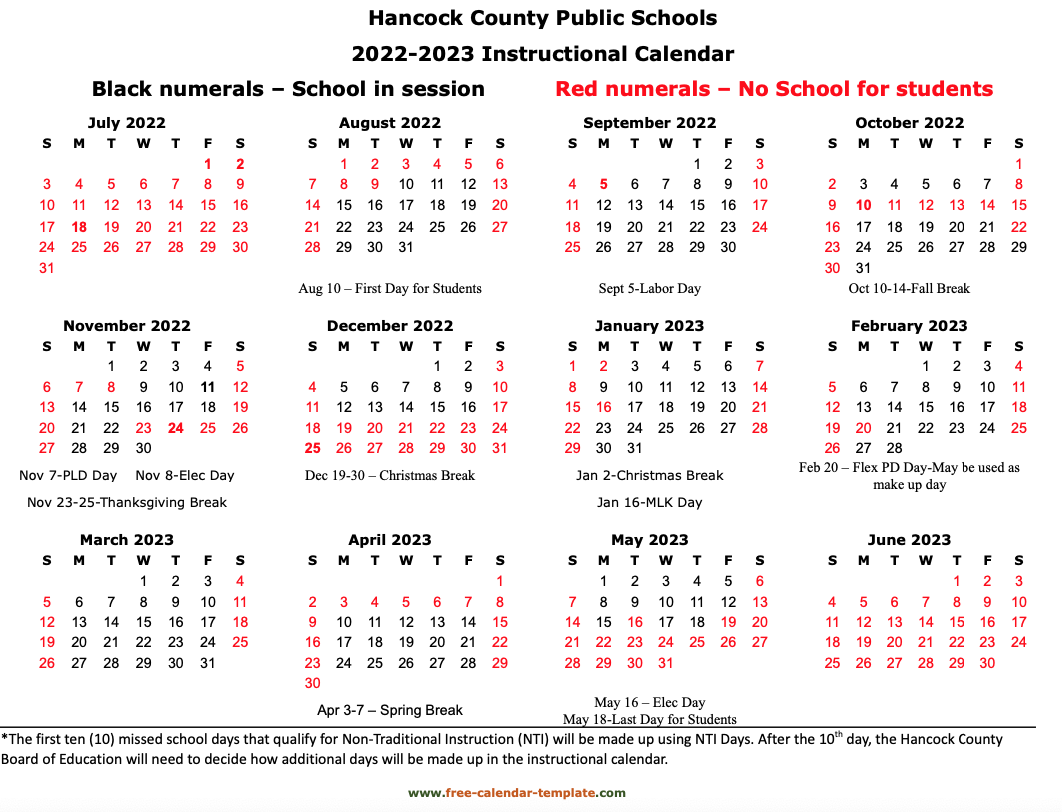 Hancock County Public Schools
2022-2023 Instructional Calendar
Black numerals – School in session
Red numerals – No School for students
July 2022
S M T W T F S
1 2
3 4 5 6 7 8 9
10 11 12 13 14 15 16
17 18 19 20 21 22 23
24 25 26 27 28 29 30
31
August 2022
S M T W T F S
1 2 3 4 5 6
7 8 9 10 11 12 13
14 15 16 17 18 19 20
21 22 23 24 25 26 27
28 29 30 31
Aug 10 – First Day for Students
September 2022
S M T W T F S
1 2 3
4 5 6 7 8 9 10
11 12 13 14 15 16 17
18 19 20 21 22 23 24
25 26 27 28 29 30
Sept 5-Labor Day
October 2022
S M T W T F S
1
2 3 4 5 6 7 8
9 10 11 12 13 14 15
16 17 18 19 20 21 22
23 24 25 26 27 28 29
30 31
Oct 10-14-Fall Break
November 2022
S M T W T F S
1 2 3 4 5
6 7 8 9 10 11 12
13 14 15 16 17 18 19
20 21 22 23 24 25 26
27 28 29 30
Nov 7-PLD Day Nov 8-Elec Day
Nov 23-25-Thanksgiving Break
December 2022
S M T W T F S
1 2 3
4 5 6 7 8 9 10
11 12 13 14 15 16 17
18 19 20 21 22 23 24
25 26 27 28 29 30 31
Dec 19-30 – Christmas Break
January 2023
S M T W T F S
1 2 3 4 5 6 7
8 9 10 11 12 13 14
15 16 17 18 19 20 21
22 23 24 25 26 27 28
29 30 31
Jan 2-Christmas Break
Jan 16-MLK Day
February 2023
S M T W T F S
1 2 3 4
5 6 7 8 9 10 11
12 13 14 15 16 17 18
19 20 21 22 23 24 25
26 27 28
Feb 20 – Flex PD Day-May be used as
make up day
March 2023
S M T W T F S
1 2 3 4
5 6 7 8 9 10 11
12 13 14 15 16 17 18
19 20 21 22 23 24 25
26 27 28 29 30 31
April 2023
S M T W T F S
1
2 3 4 5 6 7 8
9 10 11 12 13 14 15
16 17 18 19 20 21 22
23 24 25 26 27 28 29
30
Apr 3-7 – Spring Break
May 2023
S M T W T F S
1 2 3 4 5 6
7 8 9 10 11 12 13
14 15 16 17 18 19 20
21 22 23 24 25 26 27
28 29 30 31
May 16 – Elec Day
May 18-Last Day for Students
June 2023
S M T W T F S
1 2 3
4 5 6 7 8 9 10
11 12 13 14 15 16 17
18 19 20 21 22 23 24
25 26 27 28 29 30
*The first ten (10) missed school days that qualify for Non-Traditional Instruction (NTI) will be made up using NTI Days. After the 10th day, the Hancock County
Board of Education will need to decide how additional days will be made up in the instructional calendar.
www.free-calendar-template.com